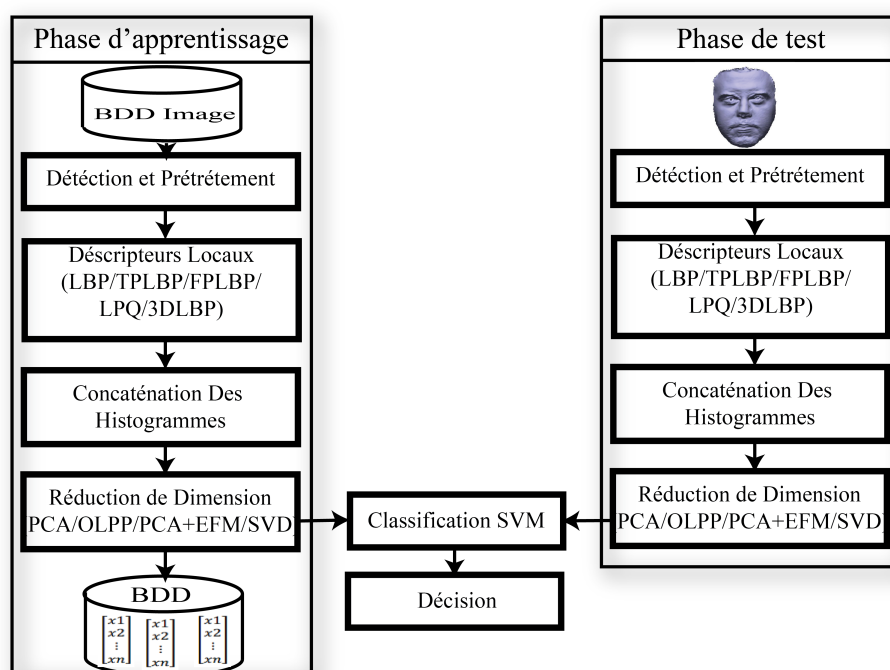 Phase d’apprentissage
BDD Image
Détéction et Prétrétement
Déscripteurs Locaux
(LBP/TPLBP/FPLBP/
LPQ/3DLBP)
Concaténation Des
Histogrammes
Réduction de Dimension
PCA/OLPP/PCA+EFM/SVD)
BDD
x1 x1 x1
x2 x2 x2
⋮ ⋮ ⋮
xn xn xn
Classification SVM
Décision
Phase de test
Détéction et Prétrétement
Déscripteurs Locaux
(LBP/TPLBP/FPLBP/
LPQ/3DLBP)
Concaténation Des
Histogrammes
Réduction de Dimension
PCA/OLPP/PCA+EFM/SVD)